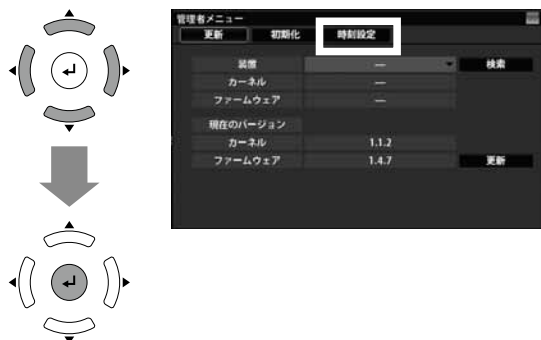 管理者メニュー
更新 初期化 時刻設定
装置 — 検索
カーネル —
ファームウェア —
現在のバージョン
カーネル 1.1.2
ファームウェア 1.4.7 更新